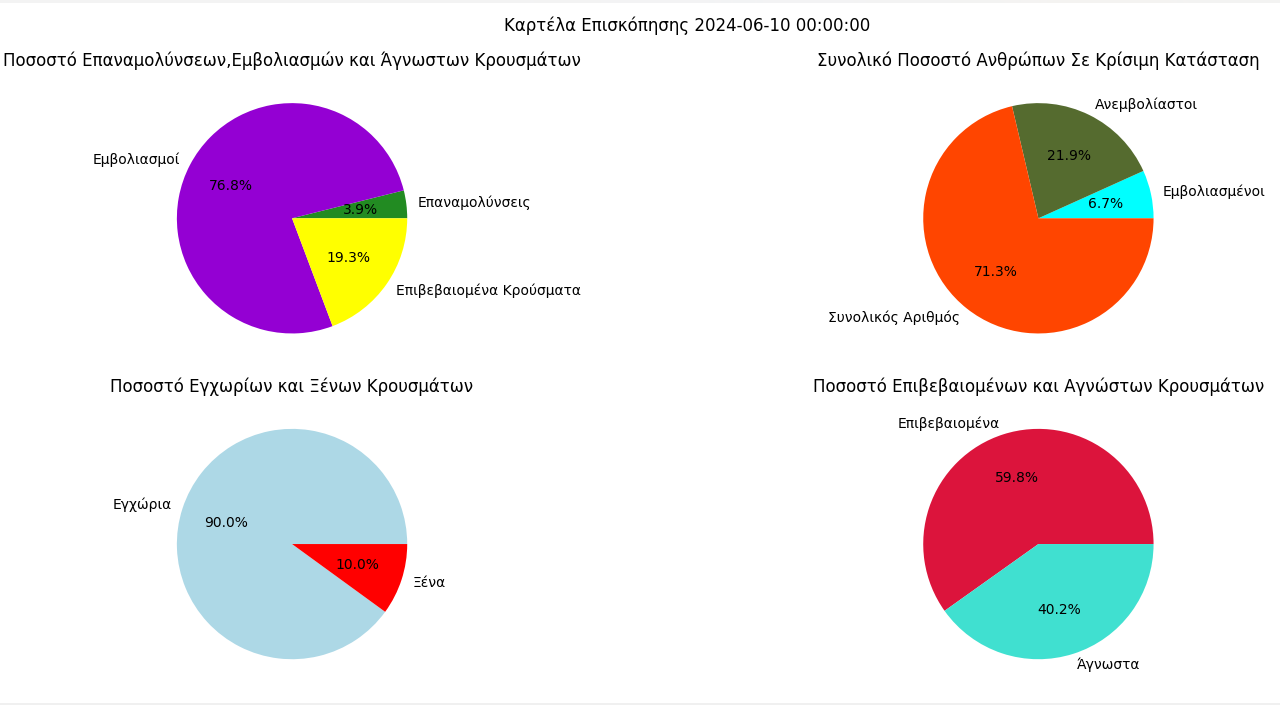 Καρτέλα Επισκόπησης 2024-06-10 00:00:00
Ποσοστό Επαναμολύνσεων,Εμβολιασμών και Άγνωστων Κρουσμάτων
Εμβολιασμοί
76.8%
3.9%
Επαναμολύνσεις
19.3%
Επιβεβαιομένα Κρούσματα
Συνολικό Ποσοστό Ανθρώπων Σε Κρίσιμη Κατάσταση
Ανεμβολίαστοι
21.9%
Εμβολιασμένοι
6.7%
71.3%
Συνολικός Αριθμός
Ποσοστό Εγχωρίων και Ξένων Κρουσμάτων
Εγχώρια
90.0%
10.0%
Ξένα
Ποσοστό Επιβεβαιομένων και Αγνώστων Κρουσμάτων
Επιβεβαιομένα
59.8%
40.2%
Άγνωστα